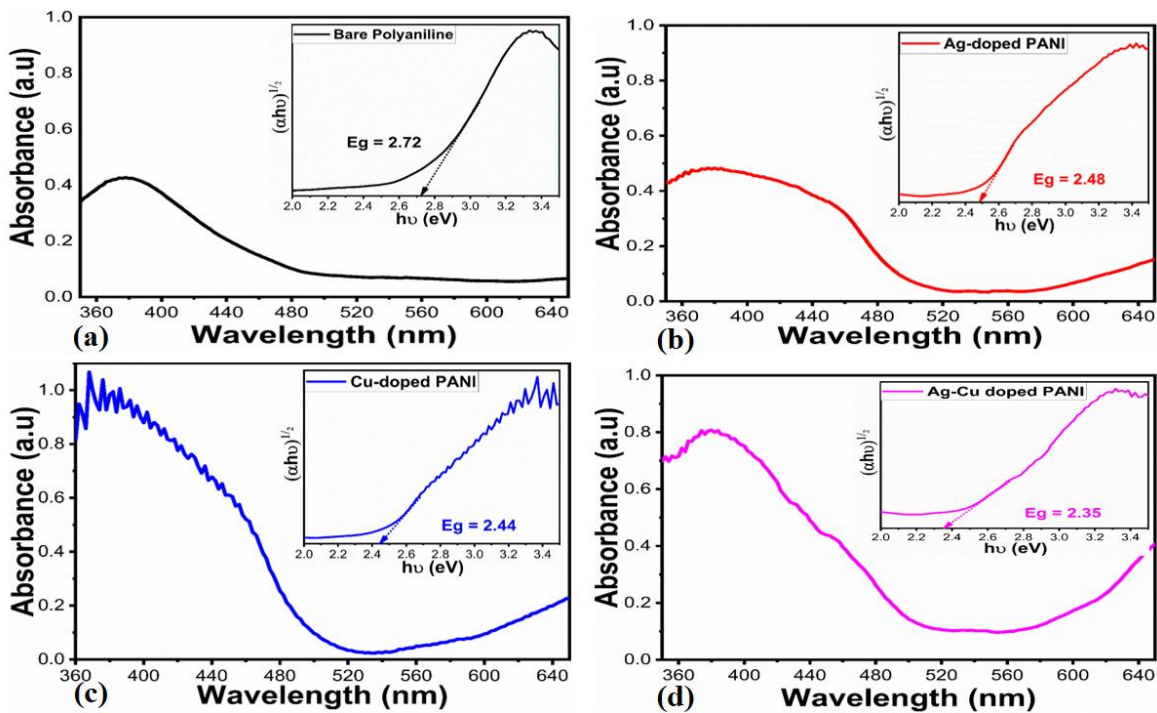 Absorbance (a.u)
1.0
0.8
0.6
0.4
0.2
0.0
360 400 440 480 520 560 600 640
Wavelength (nm)
(a)
Bare Polyaniline
(αhυ)^1/2
Eg = 2.72
2.0 2.2 2.4 2.6 2.8 3.0 3.2 3.4
hυ (eV)
Absorbance (a.u)
1.0
0.8
0.6
0.4
0.2
0.0
360 400 440 480 520 560 600 640
Wavelength (nm)
(b)
Ag-doped PANI
(αhυ)^1/2
Eg = 2.48
2.0 2.2 2.4 2.6 2.8 3.0 3.2 3.4
hυ (eV)
Absorbance (a.u)
1.0
0.8
0.6
0.4
0.2
0.0
360 400 440 480 520 560 600 640
Wavelength (nm)
(c)
Cu-doped PANI
(αhυ)^1/2
Eg = 2.44
2.0 2.2 2.4 2.6 2.8 3.0 3.2 3.4
hυ (eV)
Absorbance (a.u)
1.0
0.8
0.6
0.4
0.2
0.0
360 400 440 480 520 560 600 640
Wavelength (nm)
(d)
Ag-Cu doped PANI
(αhυ)^1/2
Eg = 2.35
2.0 2.2 2.4 2.6 2.8 3.0 3.2 3.4
hυ (eV)